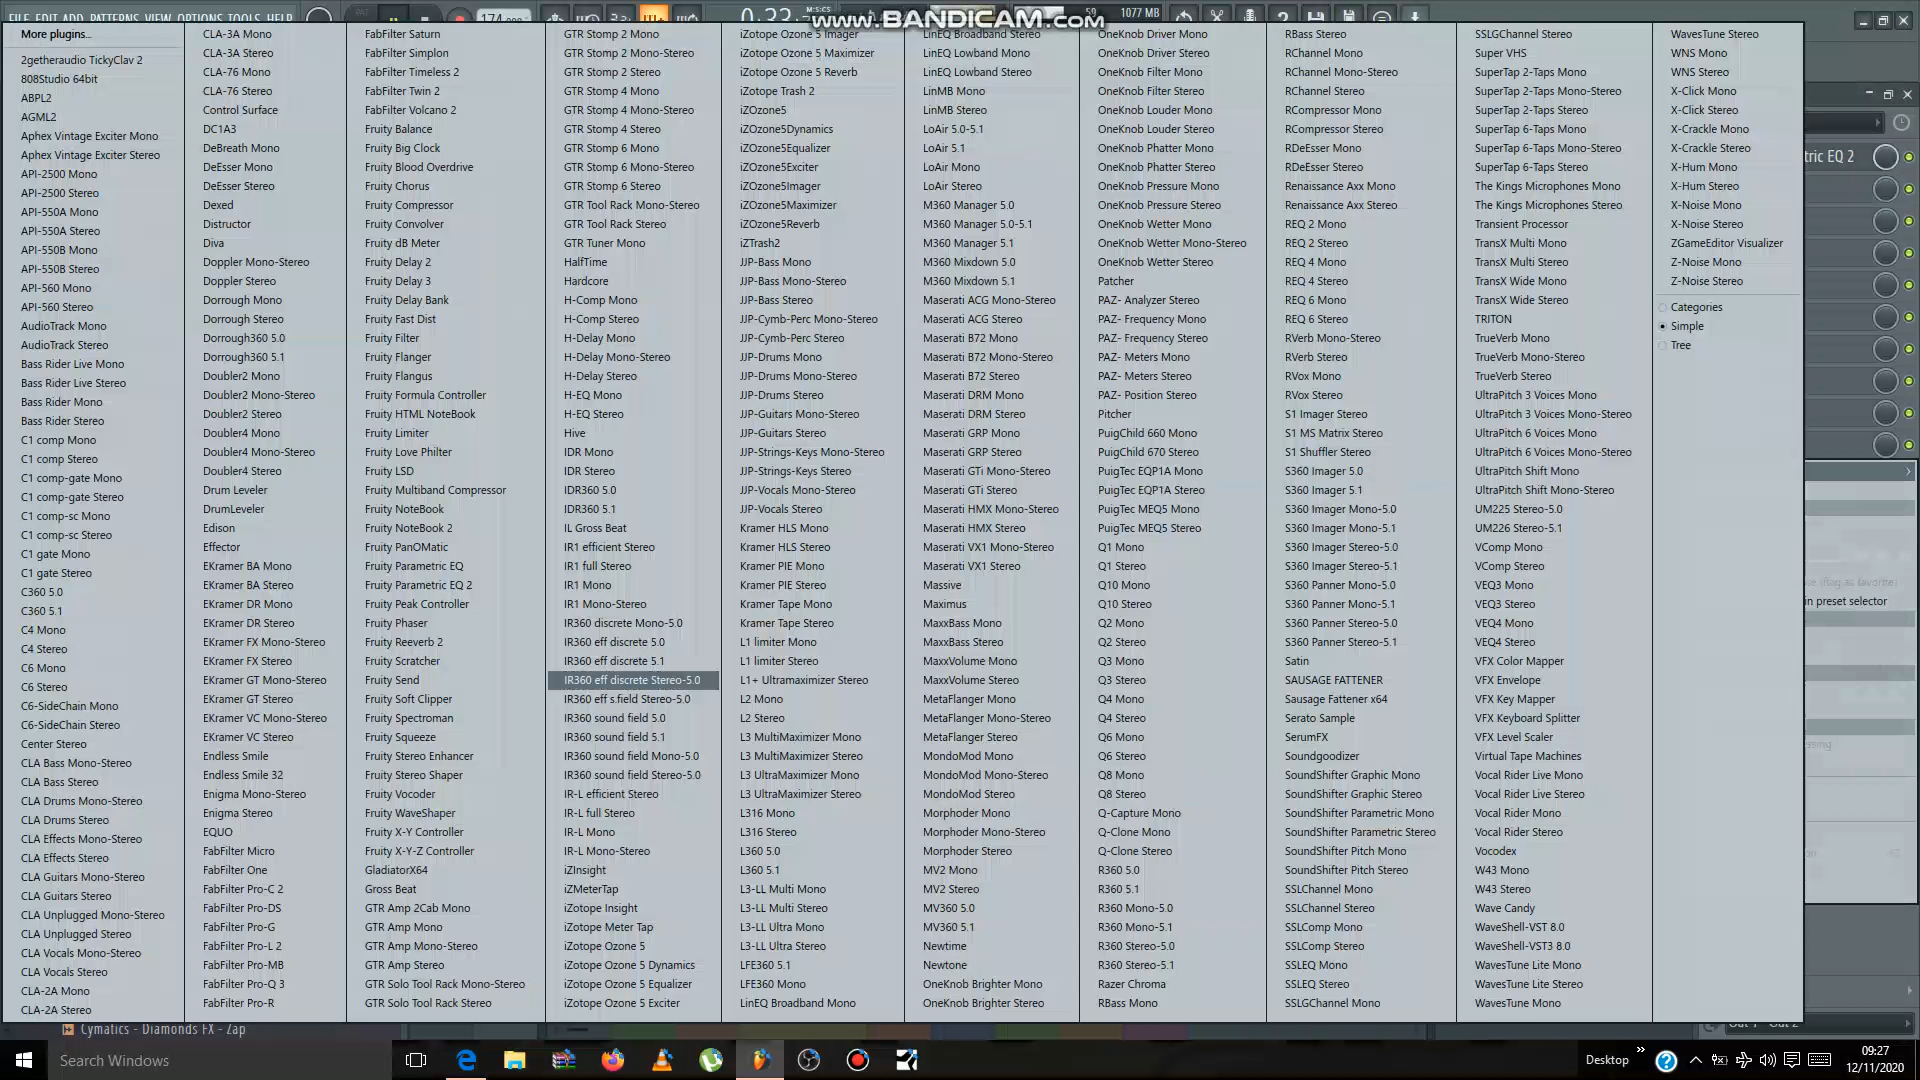 FILE EDIT ADD PATTERNS VIEW OPTIONS TOOLS HELP
174
0:33
M:S:CS
59
1077 MB
www.BANDICAM.com
More plugins...
2getheraudio TickyClav 2
808Studio 64bit
ABPL2
AGML2
Aphex Vintage Exciter Mono
Aphex Vintage Exciter Stereo
API-2500 Mono
API-2500 Stereo
API-550A Mono
API-550A Stereo
API-550B Mono
API-550B Stereo
API-560 Mono
API-560 Stereo
AudioTrack Mono
AudioTrack Stereo
Bass Rider Live Mono
Bass Rider Live Stereo
Bass Rider Mono
Bass Rider Stereo
C1 comp Mono
C1 comp Stereo
C1 comp-gate Mono
C1 comp-gate Stereo
C1 comp-sc Mono
C1 comp-sc Stereo
C1 gate Mono
C1 gate Stereo
C360 5.0
C360 5.1
C4 Mono
C4 Stereo
C6 Mono
C6 Stereo
C6-SideChain Mono
C6-SideChain Stereo
Center Stereo
CLA Bass Mono-Stereo
CLA Bass Stereo
CLA Drums Mono-Stereo
CLA Drums Stereo
CLA Effects Mono-Stereo
CLA Effects Stereo
CLA Guitars Mono-Stereo
CLA Guitars Stereo
CLA Unplugged Mono-Stereo
CLA Unplugged Stereo
CLA Vocals Mono-Stereo
CLA Vocals Stereo
CLA-2A Mono
CLA-2A Stereo
CLA-3A Mono
CLA-3A Stereo
CLA-76 Mono
CLA-76 Stereo
Control Surface
DC1A3
DeBreath Mono
DeEsser Mono
DeEsser Stereo
Dexed
Distructor
Diva
Doppler Mono-Stereo
Doppler Stereo
Dorrough Mono
Dorrough Stereo
Dorrough360 5.0
Dorrough360 5.1
Doubler2 Mono
Doubler2 Mono-Stereo
Doubler2 Stereo
Doubler4 Mono
Doubler4 Mono-Stereo
Doubler4 Stereo
Drum Leveler
DrumLeveler
Edison
Effector
EKramer BA Mono
EKramer BA Stereo
EKramer DR Mono
EKramer DR Stereo
EKramer FX Mono-Stereo
EKramer FX Stereo
EKramer GT Mono-Stereo
EKramer GT Stereo
EKramer VC Mono-Stereo
EKramer VC Stereo
Endless Smile
Endless Smile 32
Enigma Mono-Stereo
Enigma Stereo
EQUO
FabFilter Micro
FabFilter One
FabFilter Pro-C 2
FabFilter Pro-DS
FabFilter Pro-G
FabFilter Pro-L 2
FabFilter Pro-MB
FabFilter Pro-Q 3
FabFilter Pro-R
FabFilter Saturn
FabFilter Simplon
FabFilter Timeless 2
FabFilter Twin 2
FabFilter Volcano 2
Fruity Balance
Fruity Big Clock
Fruity Blood Overdrive
Fruity Chorus
Fruity Compressor
Fruity Convolver
Fruity dB Meter
Fruity Delay 2
Fruity Delay 3
Fruity Delay Bank
Fruity Fast Dist
Fruity Filter
Fruity Flanger
Fruity Flangus
Fruity Formula Controller
Fruity HTML NoteBook
Fruity Limiter
Fruity Love Philter
Fruity LSD
Fruity Multiband Compressor
Fruity NoteBook
Fruity NoteBook 2
Fruity PanOMatic
Fruity Parametric EQ
Fruity Parametric EQ 2
Fruity Peak Controller
Fruity Phaser
Fruity Reeverb 2
Fruity Scratcher
Fruity Send
Fruity Soft Clipper
Fruity Spectroman
Fruity Squeeze
Fruity Stereo Enhancer
Fruity Stereo Shaper
Fruity Vocoder
Fruity WaveShaper
Fruity X-Y Controller
Fruity X-Y-Z Controller
GladiatorX64
Gross Beat
GTR Amp 2Cab Mono
GTR Amp Mono
GTR Amp Mono-Stereo
GTR Amp Stereo
GTR Solo Tool Rack Mono-Stereo
GTR Solo Tool Rack Stereo
GTR Stomp 2 Mono
GTR Stomp 2 Mono-Stereo
GTR Stomp 2 Stereo
GTR Stomp 4 Mono
GTR Stomp 4 Mono-Stereo
GTR Stomp 4 Stereo
GTR Stomp 6 Mono
GTR Stomp 6 Mono-Stereo
GTR Stomp 6 Stereo
GTR Tool Rack Mono-Stereo
GTR Tool Rack Stereo
GTR Tuner Mono
HalfTime
Hardcore
H-Comp Mono
H-Comp Stereo
H-Delay Mono
H-Delay Mono-Stereo
H-Delay Stereo
H-EQ Mono
H-EQ Stereo
Hive
IDR Mono
IDR Stereo
IDR360 5.0
IDR360 5.1
IL Gross Beat
IR1 efficient Stereo
IR1 full Stereo
IR1 Mono
IR1 Mono-Stereo
IR360 discrete Mono-5.0
IR360 eff discrete 5.0
IR360 eff discrete 5.1
IR360 eff discrete Stereo-5.0
IR360 eff s.field Stereo-5.0
IR360 sound field 5.0
IR360 sound field 5.1
IR360 sound field Mono-5.0
IR360 sound field Stereo-5.0
IR-L efficient Stereo
IR-L full Stereo
IR-L Mono
IR-L Mono-Stereo
iZInsight
iZMeterTap
iZotope Insight
iZotope Meter Tap
iZotope Ozone 5
iZotope Ozone 5 Dynamics
iZotope Ozone 5 Equalizer
iZotope Ozone 5 Exciter
iZotope Ozone 5 Imager
iZotope Ozone 5 Maximizer
iZotope Ozone 5 Reverb
iZotope Trash 2
iZOzone5
iZOzone5Dynamics
iZOzone5Equalizer
iZOzone5Exciter
iZOzone5Imager
iZOzone5Maximizer
iZOzone5Reverb
iZTrash2
JJP-Bass Mono
JJP-Bass Mono-Stereo
JJP-Bass Stereo
JJP-Cymb-Perc Mono-Stereo
JJP-Cymb-Perc Stereo
JJP-Drums Mono
JJP-Drums Mono-Stereo
JJP-Drums Stereo
JJP-Guitars Mono-Stereo
JJP-Guitars Stereo
JJP-Strings-Keys Mono-Stereo
JJP-Strings-Keys Stereo
JJP-Vocals Mono-Stereo
JJP-Vocals Stereo
Kramer HLS Mono
Kramer HLS Stereo
Kramer PIE Mono
Kramer PIE Stereo
Kramer Tape Mono
Kramer Tape Stereo
L1 limiter Mono
L1 limiter Stereo
L1+ Ultramaximizer Stereo
L2 Mono
L2 Stereo
L3 MultiMaximizer Mono
L3 MultiMaximizer Stereo
L3 UltraMaximizer Mono
L3 UltraMaximizer Stereo
L316 Mono
L316 Stereo
L360 5.0
L360 5.1
L3-LL Multi Mono
L3-LL Multi Stereo
L3-LL Ultra Mono
L3-LL Ultra Stereo
LFE360 5.1
LFE360 Mono
LinEQ Broadband Mono
LinEQ Broadband Stereo
LinEQ Lowband Mono
LinEQ Lowband Stereo
LinMB Mono
LinMB Stereo
LoAir 5.0-5.1
LoAir 5.1
LoAir Mono
LoAir Stereo
M360 Manager 5.0
M360 Manager 5.0-5.1
M360 Manager 5.1
M360 Mixdown 5.0
M360 Mixdown 5.1
Maserati ACG Mono-Stereo
Maserati ACG Stereo
Maserati B72 Mono
Maserati B72 Mono-Stereo
Maserati B72 Stereo
Maserati DRM Mono
Maserati DRM Stereo
Maserati GRP Mono
Maserati GRP Stereo
Maserati GTi Mono-Stereo
Maserati GTi Stereo
Maserati HMX Mono-Stereo
Maserati HMX Stereo
Maserati VX1 Mono-Stereo
Maserati VX1 Stereo
Massive
Maximus
MaxxBass Mono
MaxxBass Stereo
MaxxVolume Mono
MaxxVolume Stereo
MetaFlanger Mono
MetaFlanger Mono-Stereo
MetaFlanger Stereo
MondoMod Mono
MondoMod Mono-Stereo
MondoMod Stereo
Morphoder Mono
Morphoder Mono-Stereo
Morphoder Stereo
MV2 Mono
MV2 Stereo
MV360 5.0
MV360 5.1
Newtime
Newtone
OneKnob Brighter Mono
OneKnob Brighter Stereo
OneKnob Driver Mono
OneKnob Driver Stereo
OneKnob Filter Mono
OneKnob Filter Stereo
OneKnob Louder Mono
OneKnob Louder Stereo
OneKnob Phatter Mono
OneKnob Phatter Stereo
OneKnob Pressure Mono
OneKnob Pressure Stereo
OneKnob Wetter Mono
OneKnob Wetter Mono-Stereo
OneKnob Wetter Stereo
Patcher
PAZ- Analyzer Stereo
PAZ- Frequency Mono
PAZ- Frequency Stereo
PAZ- Meters Mono
PAZ- Meters Stereo
PAZ- Position Stereo
Pitcher
PuigChild 660 Mono
PuigChild 670 Stereo
PuigTec EQP1A Mono
PuigTec EQP1A Stereo
PuigTec MEQ5 Mono
PuigTec MEQ5 Stereo
Q1 Mono
Q1 Stereo
Q10 Mono
Q10 Stereo
Q2 Mono
Q2 Stereo
Q3 Mono
Q3 Stereo
Q4 Mono
Q4 Stereo
Q6 Mono
Q6 Stereo
Q8 Mono
Q8 Stereo
Q-Capture Mono
Q-Clone Mono
Q-Clone Stereo
R360 5.0
R360 5.1
R360 Mono-5.0
R360 Mono-5.1
R360 Stereo-5.0
R360 Stereo-5.1
Razer Chroma
RBass Mono
RBass Stereo
RChannel Mono
RChannel Mono-Stereo
RChannel Stereo
RCompressor Mono
RCompressor Stereo
RDeEsser Mono
RDeEsser Stereo
Renaissance Axx Mono
Renaissance Axx Stereo
REQ 2 Mono
REQ 2 Stereo
REQ 4 Mono
REQ 4 Stereo
REQ 6 Mono
REQ 6 Stereo
RVerb Mono-Stereo
RVerb Stereo
RVox Mono
RVox Stereo
S1 Imager Stereo
S1 MS Matrix Stereo
S1 Shuffler Stereo
S360 Imager 5.0
S360 Imager 5.1
S360 Imager Mono-5.0
S360 Imager Mono-5.1
S360 Imager Stereo-5.0
S360 Imager Stereo-5.1
S360 Panner Mono-5.0
S360 Panner Mono-5.1
S360 Panner Stereo-5.0
S360 Panner Stereo-5.1
Satin
SAUSAGE FATTENER
Sausage Fattener x64
Serato Sample
SerumFX
Soundgoodizer
SoundShifter Graphic Mono
SoundShifter Graphic Stereo
SoundShifter Parametric Mono
SoundShifter Parametric Stereo
SoundShifter Pitch Mono
SoundShifter Pitch Stereo
SSLChannel Mono
SSLChannel Stereo
SSLComp Mono
SSLComp Stereo
SSLEQ Mono
SSLEQ Stereo
SSLGChannel Mono
SSLGChannel Stereo
Super VHS
SuperTap 2-Taps Mono
SuperTap 2-Taps Mono-Stereo
SuperTap 2-Taps Stereo
SuperTap 6-Taps Mono
SuperTap 6-Taps Mono-Stereo
SuperTap 6-Taps Stereo
The Kings Microphones Mono
The Kings Microphones Stereo
Transient Processor
TransX Multi Mono
TransX Multi Stereo
TransX Wide Mono
TransX Wide Stereo
TRITON
TrueVerb Mono
TrueVerb Mono-Stereo
TrueVerb Stereo
UltraPitch 3 Voices Mono
UltraPitch 3 Voices Mono-Stereo
UltraPitch 6 Voices Mono
UltraPitch 6 Voices Mono-Stereo
UltraPitch Shift Mono
UltraPitch Shift Mono-Stereo
UM225 Stereo-5.0
UM226 Stereo-5.1
VComp Mono
VComp Stereo
VEQ3 Mono
VEQ3 Stereo
VEQ4 Mono
VEQ4 Stereo
VFX Color Mapper
VFX Envelope
VFX Key Mapper
VFX Keyboard Splitter
VFX Level Scaler
Virtual Tape Machines
Vocal Rider Live Mono
Vocal Rider Live Stereo
Vocal Rider Mono
Vocal Rider Stereo
Vocodex
W43 Mono
W43 Stereo
Wave Candy
WaveShell-VST 8.0
WaveShell-VST3 8.0
WavesTune Lite Mono
WavesTune Lite Stereo
WavesTune Mono
WavesTune Stereo
WNS Mono
WNS Stereo
X-Click Mono
X-Click Stereo
X-Crackle Mono
X-Crackle Stereo
X-Hum Mono
X-Hum Stereo
X-Noise Mono
X-Noise Stereo
ZGameEditor Visualizer
Z-Noise Mono
Z-Noise Stereo
Categories
Simple
Tree
tric EQ 2
(flag as favorite)
in preset selector
Cymatics - Diamonds FX - Zap
Out 1 - Out 2
Search Windows
Desktop
09:27
12/11/2020